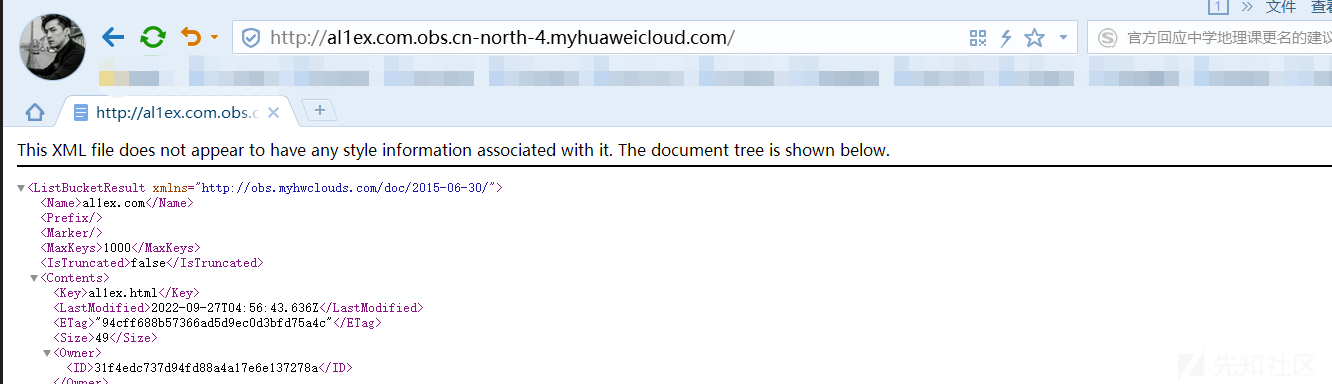 1 » 文件 查看
http://al1ex.com.obs.cn-north-4.myhuaweicloud.com/
官方回应中学地理课更名的建议
http://al1ex.com.obs.c
This XML file does not appear to have any style information associated with it. The document tree is shown below.
▼<ListBucketResult xmlns="http://obs.myhwclouds.com/doc/2015-06-30/">
<Name>al1ex.com</Name>
<Prefix/>
<Marker/>
<MaxKeys>1000</MaxKeys>
<IsTruncated>false</IsTruncated>
▼<Contents>
<Key>al1ex.html</Key>
<LastModified>2022-09-27T04:56:43.636Z</LastModified>
<ETag>"94cff688b57366ad5d9ec0d3bfd75a4c"</ETag>
<Size>49</Size>
▼<Owner>
<ID>31f4edc737d94fd88a4a17e6e137278a</ID>
</Owner>
先知社区